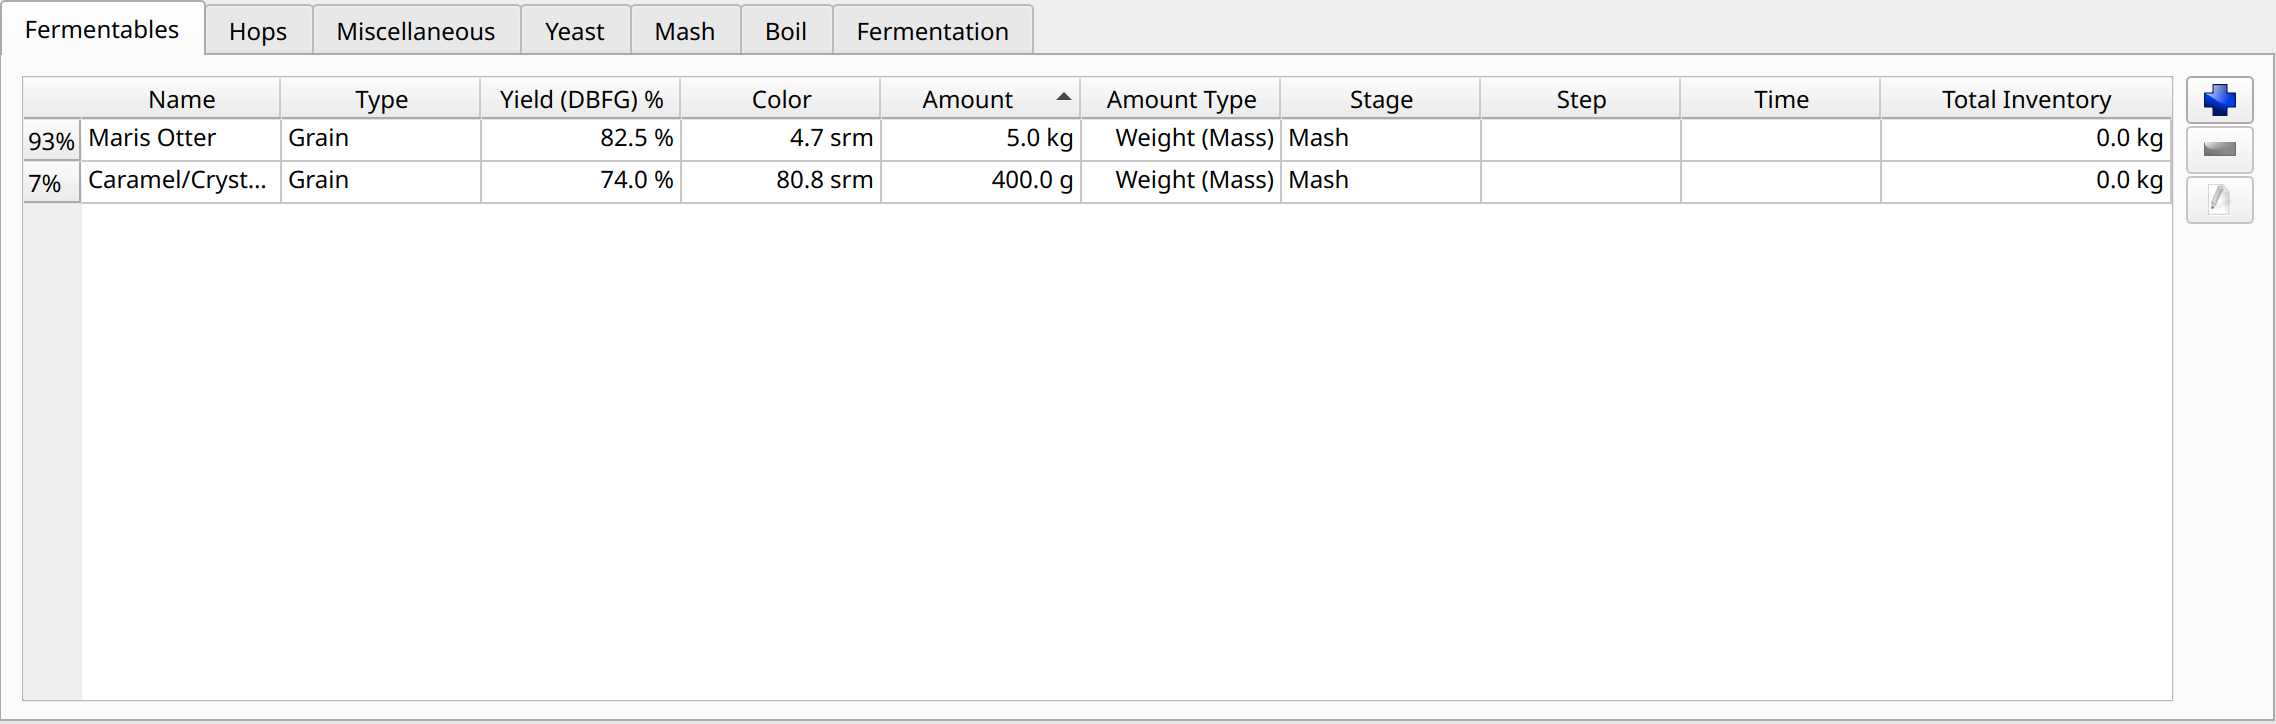 Fermentables Hops Miscellaneous Yeast Mash Boil Fermentation
Name Type Yield (DBFG) % Color Amount Amount Type Stage Step Time Total Inventory
93% Maris Otter Grain 82.5 % 4.7 srm 5.0 kg Weight (Mass) Mash 0.0 kg
7% Caramel/Cryst... Grain 74.0 % 80.8 srm 400.0 g Weight (Mass) Mash 0.0 kg